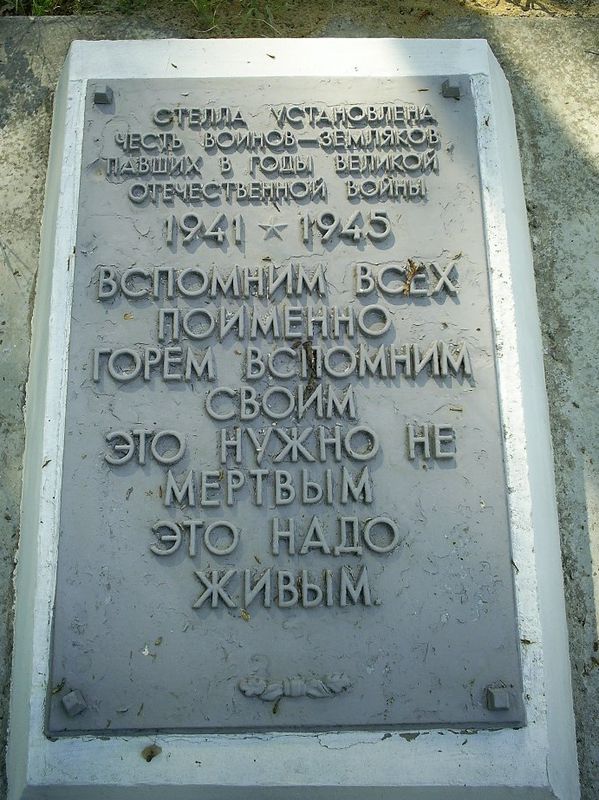 СТЕЛЛА УСТАНОВЛЕНА
ЧЕСТЬ ВОИНОВ-ЗЕМЛЯКОВ
ПАВШИХ В ГОДЫ ВЕЛИКОЙ
ОТЕЧЕСТВЕННОЙ ВОЙНЫ
1941 ★ 1945
ВСПОМНИМ ВСЕХ
ПОИМЕННО
ГОРЕМ ВСПОМНИМ
СВОИМ
ЭТО НУЖНО НЕ
МЕРТВЫМ
ЭТО НАДО
ЖИВЫМ.